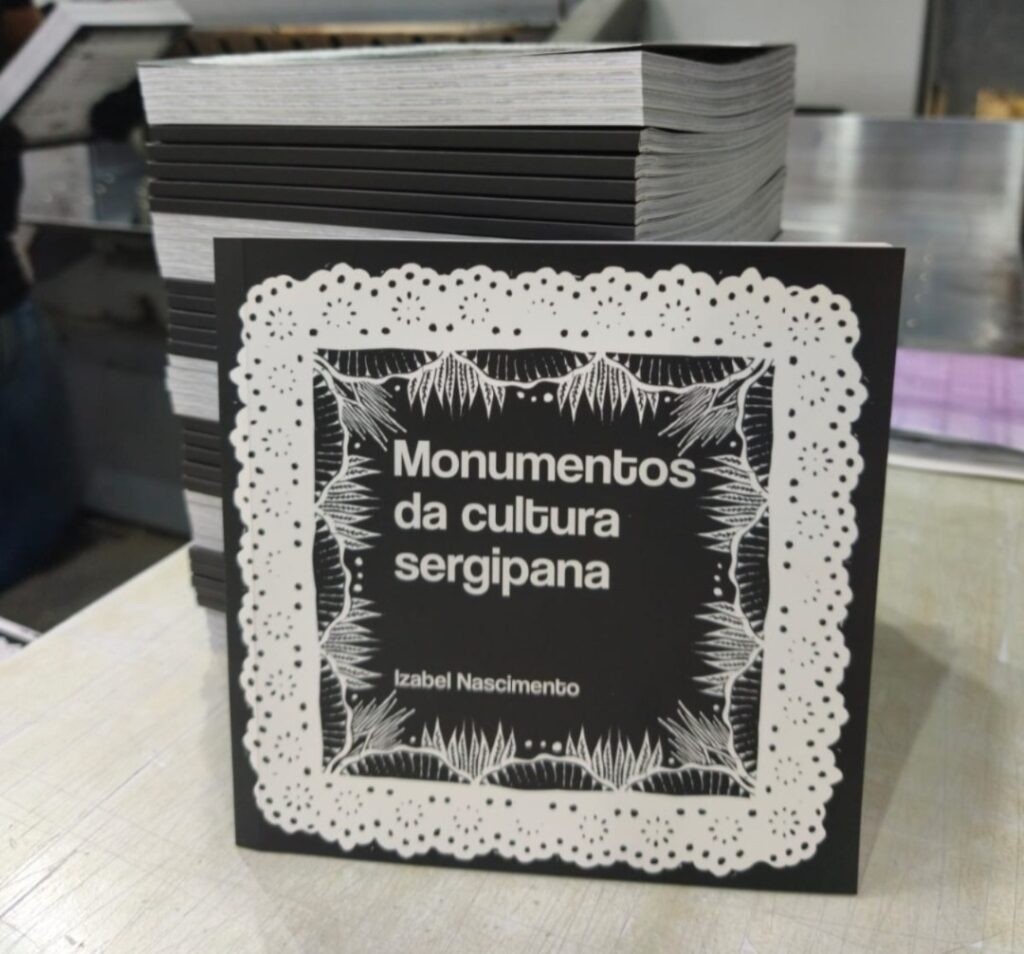 Monumentos
da cultura
sergipana
Izabel Nascimento